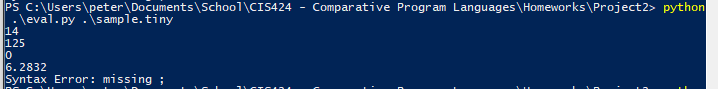 PS C:\Users\peter\Documents\School\CIS424 - Comparative Program Languages\Homeworks\Project2> python
.\eval.py .\sample.tiny
14
125
0
6.2832
Syntax Error: missing ;